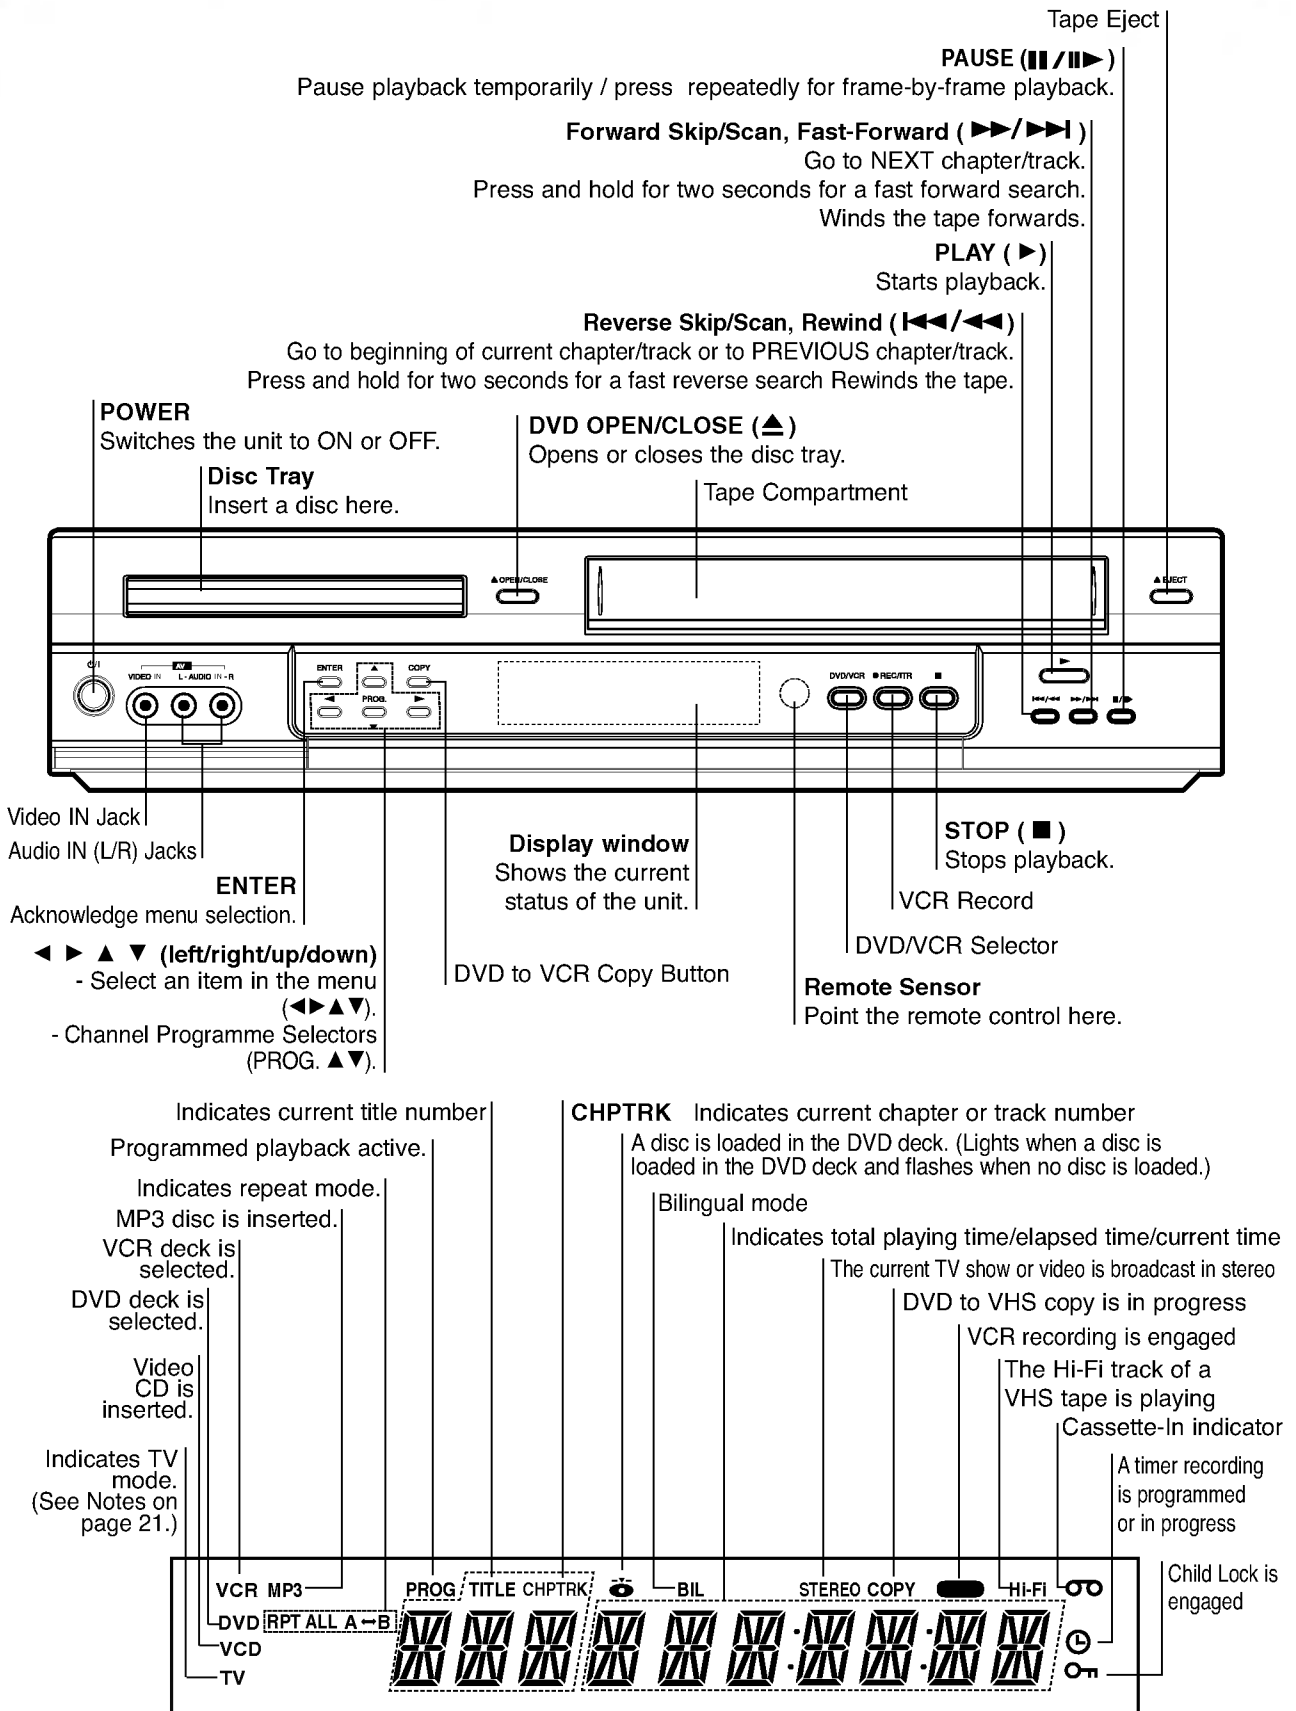 Tape Eject
PAUSE (❚❚/❚❚▶)
Pause playback temporarily / press repeatedly for frame-by-frame playback.
Forward Skip/Scan, Fast-Forward ( ▶▶/▶▶| )
Go to NEXT chapter/track.
Press and hold for two seconds for a fast forward search.
Winds the tape forwards.
PLAY ( ▶)
Starts playback.
Reverse Skip/Scan, Rewind ( |◀◀/◀◀ )
Go to beginning of current chapter/track or to PREVIOUS chapter/track.
Press and hold for two seconds for a fast reverse search Rewinds the tape.
POWER
Switches the unit to ON or OFF.
DVD OPEN/CLOSE (⏏)
Opens or closes the disc tray.
Disc Tray
Insert a disc here.
Tape Compartment
▲ OPEN/CLOSE
▲ EJECT
⏻/I
AV
VIDEO IN L - AUDIO IN - R
ENTER ▲ COPY
◀ PROG. ▶
▼
DVD/VCR ● REC/ITR ■
▶
|◀◀/◀◀ ▶▶/▶▶| ❚❚/❚❚▶
Video IN Jack
Audio IN (L/R) Jacks
ENTER
Acknowledge menu selection.
◀ ▶ ▲ ▼ (left/right/up/down)
- Select an item in the menu
(◀▶▲▼).
- Channel Programme Selectors
(PROG. ▲▼).
DVD to VCR Copy Button
Display window
Shows the current
status of the unit.
STOP ( ■ )
Stops playback.
VCR Record
DVD/VCR Selector
Remote Sensor
Point the remote control here.
Indicates current title number
CHPTRK Indicates current chapter or track number
Programmed playback active.
A disc is loaded in the DVD deck. (Lights when a disc is
loaded in the DVD deck and flashes when no disc is loaded.)
Indicates repeat mode.
Bilingual mode
MP3 disc is inserted.
Indicates total playing time/elapsed time/current time
VCR deck is
selected.
The current TV show or video is broadcast in stereo
DVD deck is
selected.
DVD to VHS copy is in progress
VCR recording is engaged
Video
CD is
inserted.
The Hi-Fi track of a
VHS tape is playing
Cassette-In indicator
Indicates TV
mode.
(See Notes on
page 21.)
A timer recording
is programmed
or in progress
Child Lock is
engaged
VCR MP3 PROG TITLE CHPTRK BIL STEREO COPY Hi-Fi
DVD RPT ALL A↔B
VCD
TV